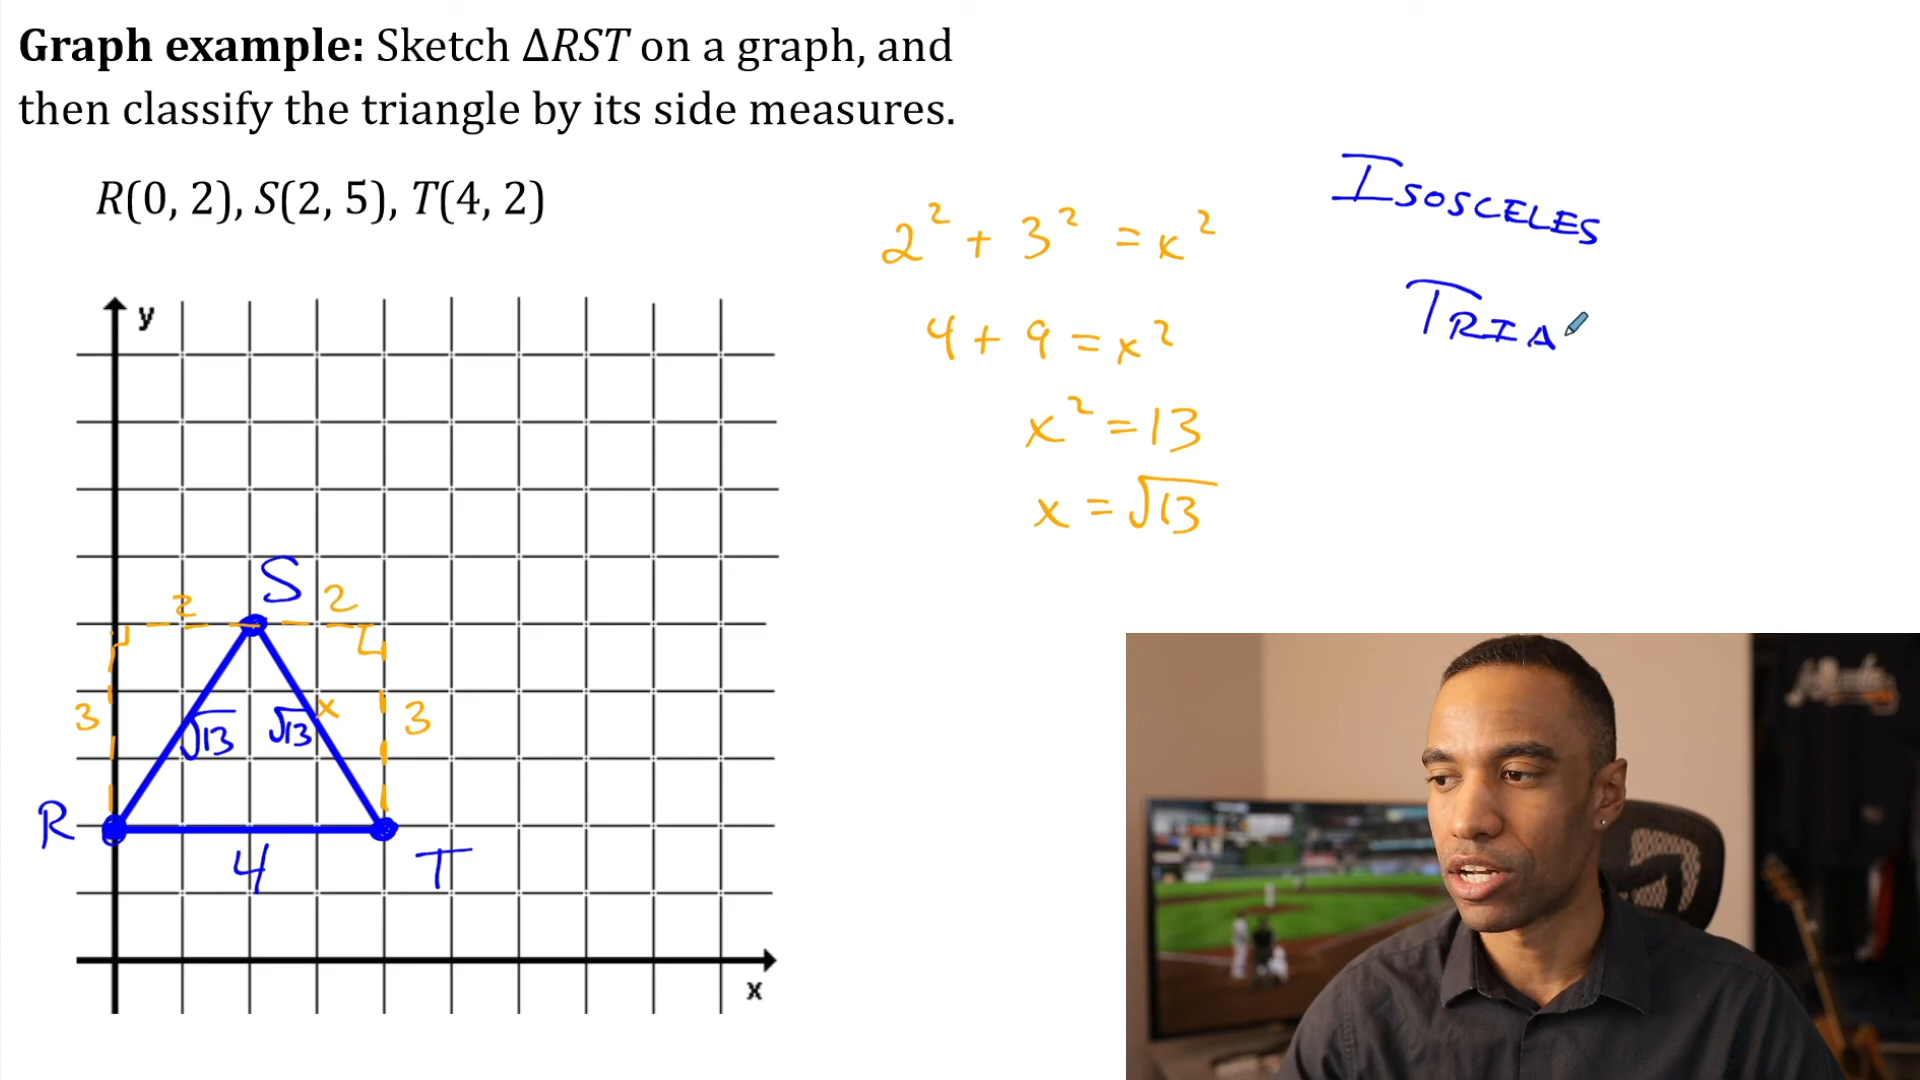 Graph example: Sketch ΔRST on a graph, and
then classify the triangle by its side measures.
R(0, 2), S(2, 5), T(4, 2)
2² + 3² = x²
4 + 9 = x²
x² = 13
x = √13
ISOSCELES
TRIA
y
S
2
2
3
√13
√13
x
3
R
4
T
x